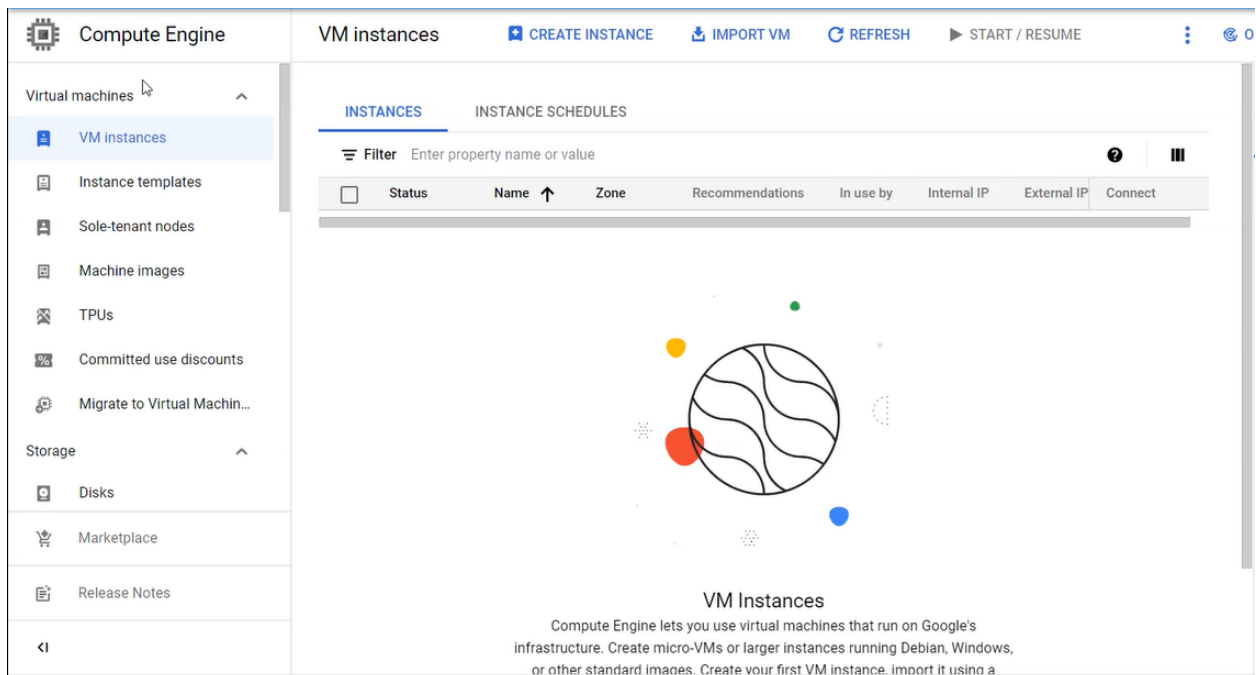 Compute Engine
VM instances
CREATE INSTANCE
IMPORT VM
REFRESH
START / RESUME
Virtual machines
VM instances
Instance templates
Sole-tenant nodes
Machine images
TPUs
Committed use discounts
Migrate to Virtual Machin...
Storage
Disks
Marketplace
Release Notes
INSTANCES
INSTANCE SCHEDULES
Filter Enter property name or value
Status Name Zone Recommendations In use by Internal IP External IP Connect
VM Instances
Compute Engine lets you use virtual machines that run on Google's
infrastructure. Create micro-VMs or larger instances running Debian, Windows,
or other standard images. Create your first VM instance, import it using a